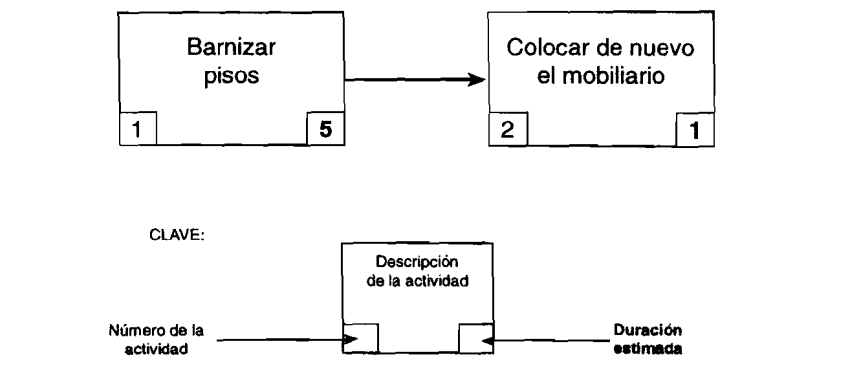 Barnizar
pisos
1
5
Colocar de nuevo
el mobiliario
2
1
CLAVE:
Descripción
de la actividad
Número de la
actividad
Duración
estimada